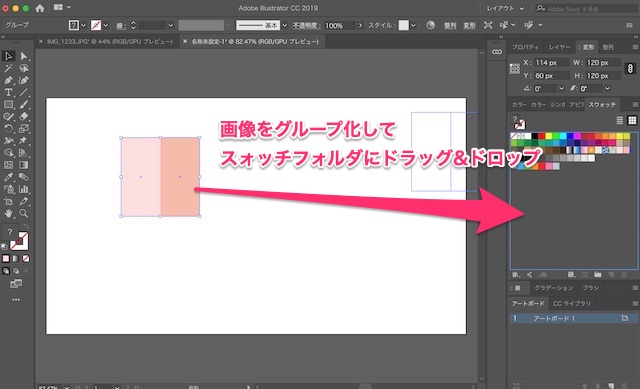 Adobe Illustrator CC 2019
レイアウト
Adobe Stock を検索
グループ
線：
基本
不透明度：
100%
スタイル：
整列
変形
× IMG_1233.JPG* @ 44% (RGB/GPU プレビュー)
× 名称未設定-1* @ 82.47% (RGB/GPU プレビュー)
プロパティ
レイヤー
変形
X：
114 px
W：
120 px
Y：
60 px
H：
120 px
0°
0°
カラー
カラー
シンボ
アピア
スウォッチ
画像をグループ化して
スォッチフォルダにドラッグ&ドロップ
線
グラデーション
ブラシ
アートボード
CC ライブラリ
1
アートボード 1
82.47%
1